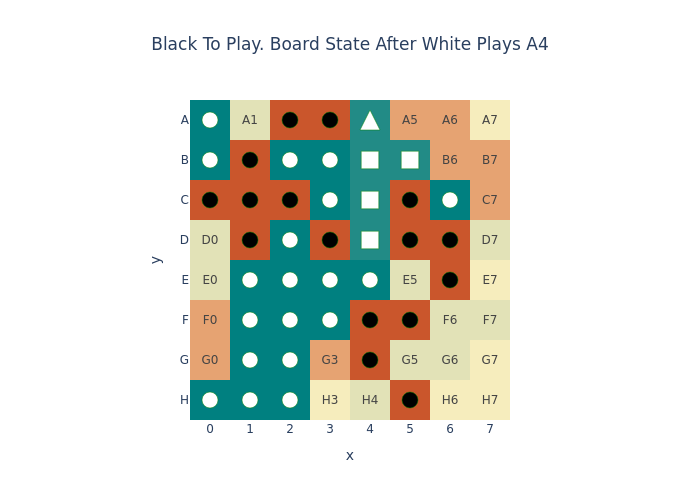 Black To Play. Board State After White Plays A4
A A1 A5 A6 A7
B B6 B7
C C7
D D0 D7
E E0 E5 E7
F F0 F6 F7
G G0 G3 G5 G6 G7
H H3 H4 H6 H7
0 1 2 3 4 5 6 7
x
y